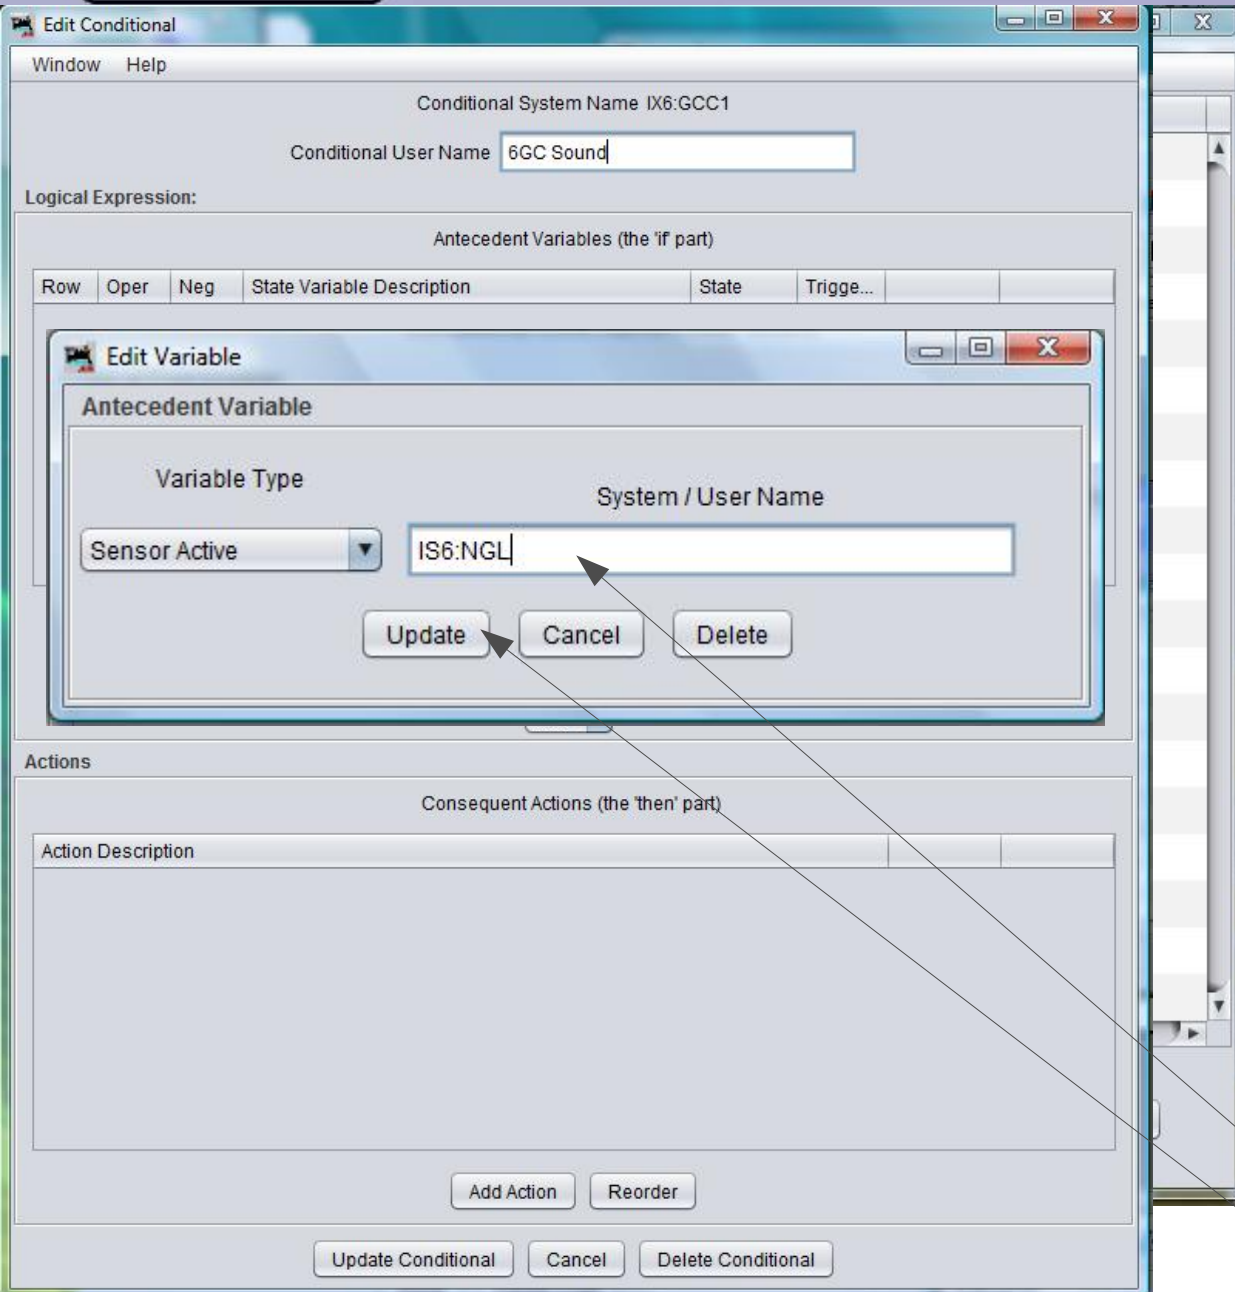 Edit Conditional
Window Help
Conditional System Name IX6:GCC1
Conditional User Name 6GC Sound
Logical Expression:
Antecedent Variables (the 'if' part)
Row Oper Neg State Variable Description State Trigge...
Edit Variable
Antecedent Variable
Variable Type
System / User Name
Sensor Active IS6:NGL
Update Cancel Delete
Actions
Consequent Actions (the 'then' part)
Action Description
Add Action Reorder
Update Conditional Cancel Delete Conditional